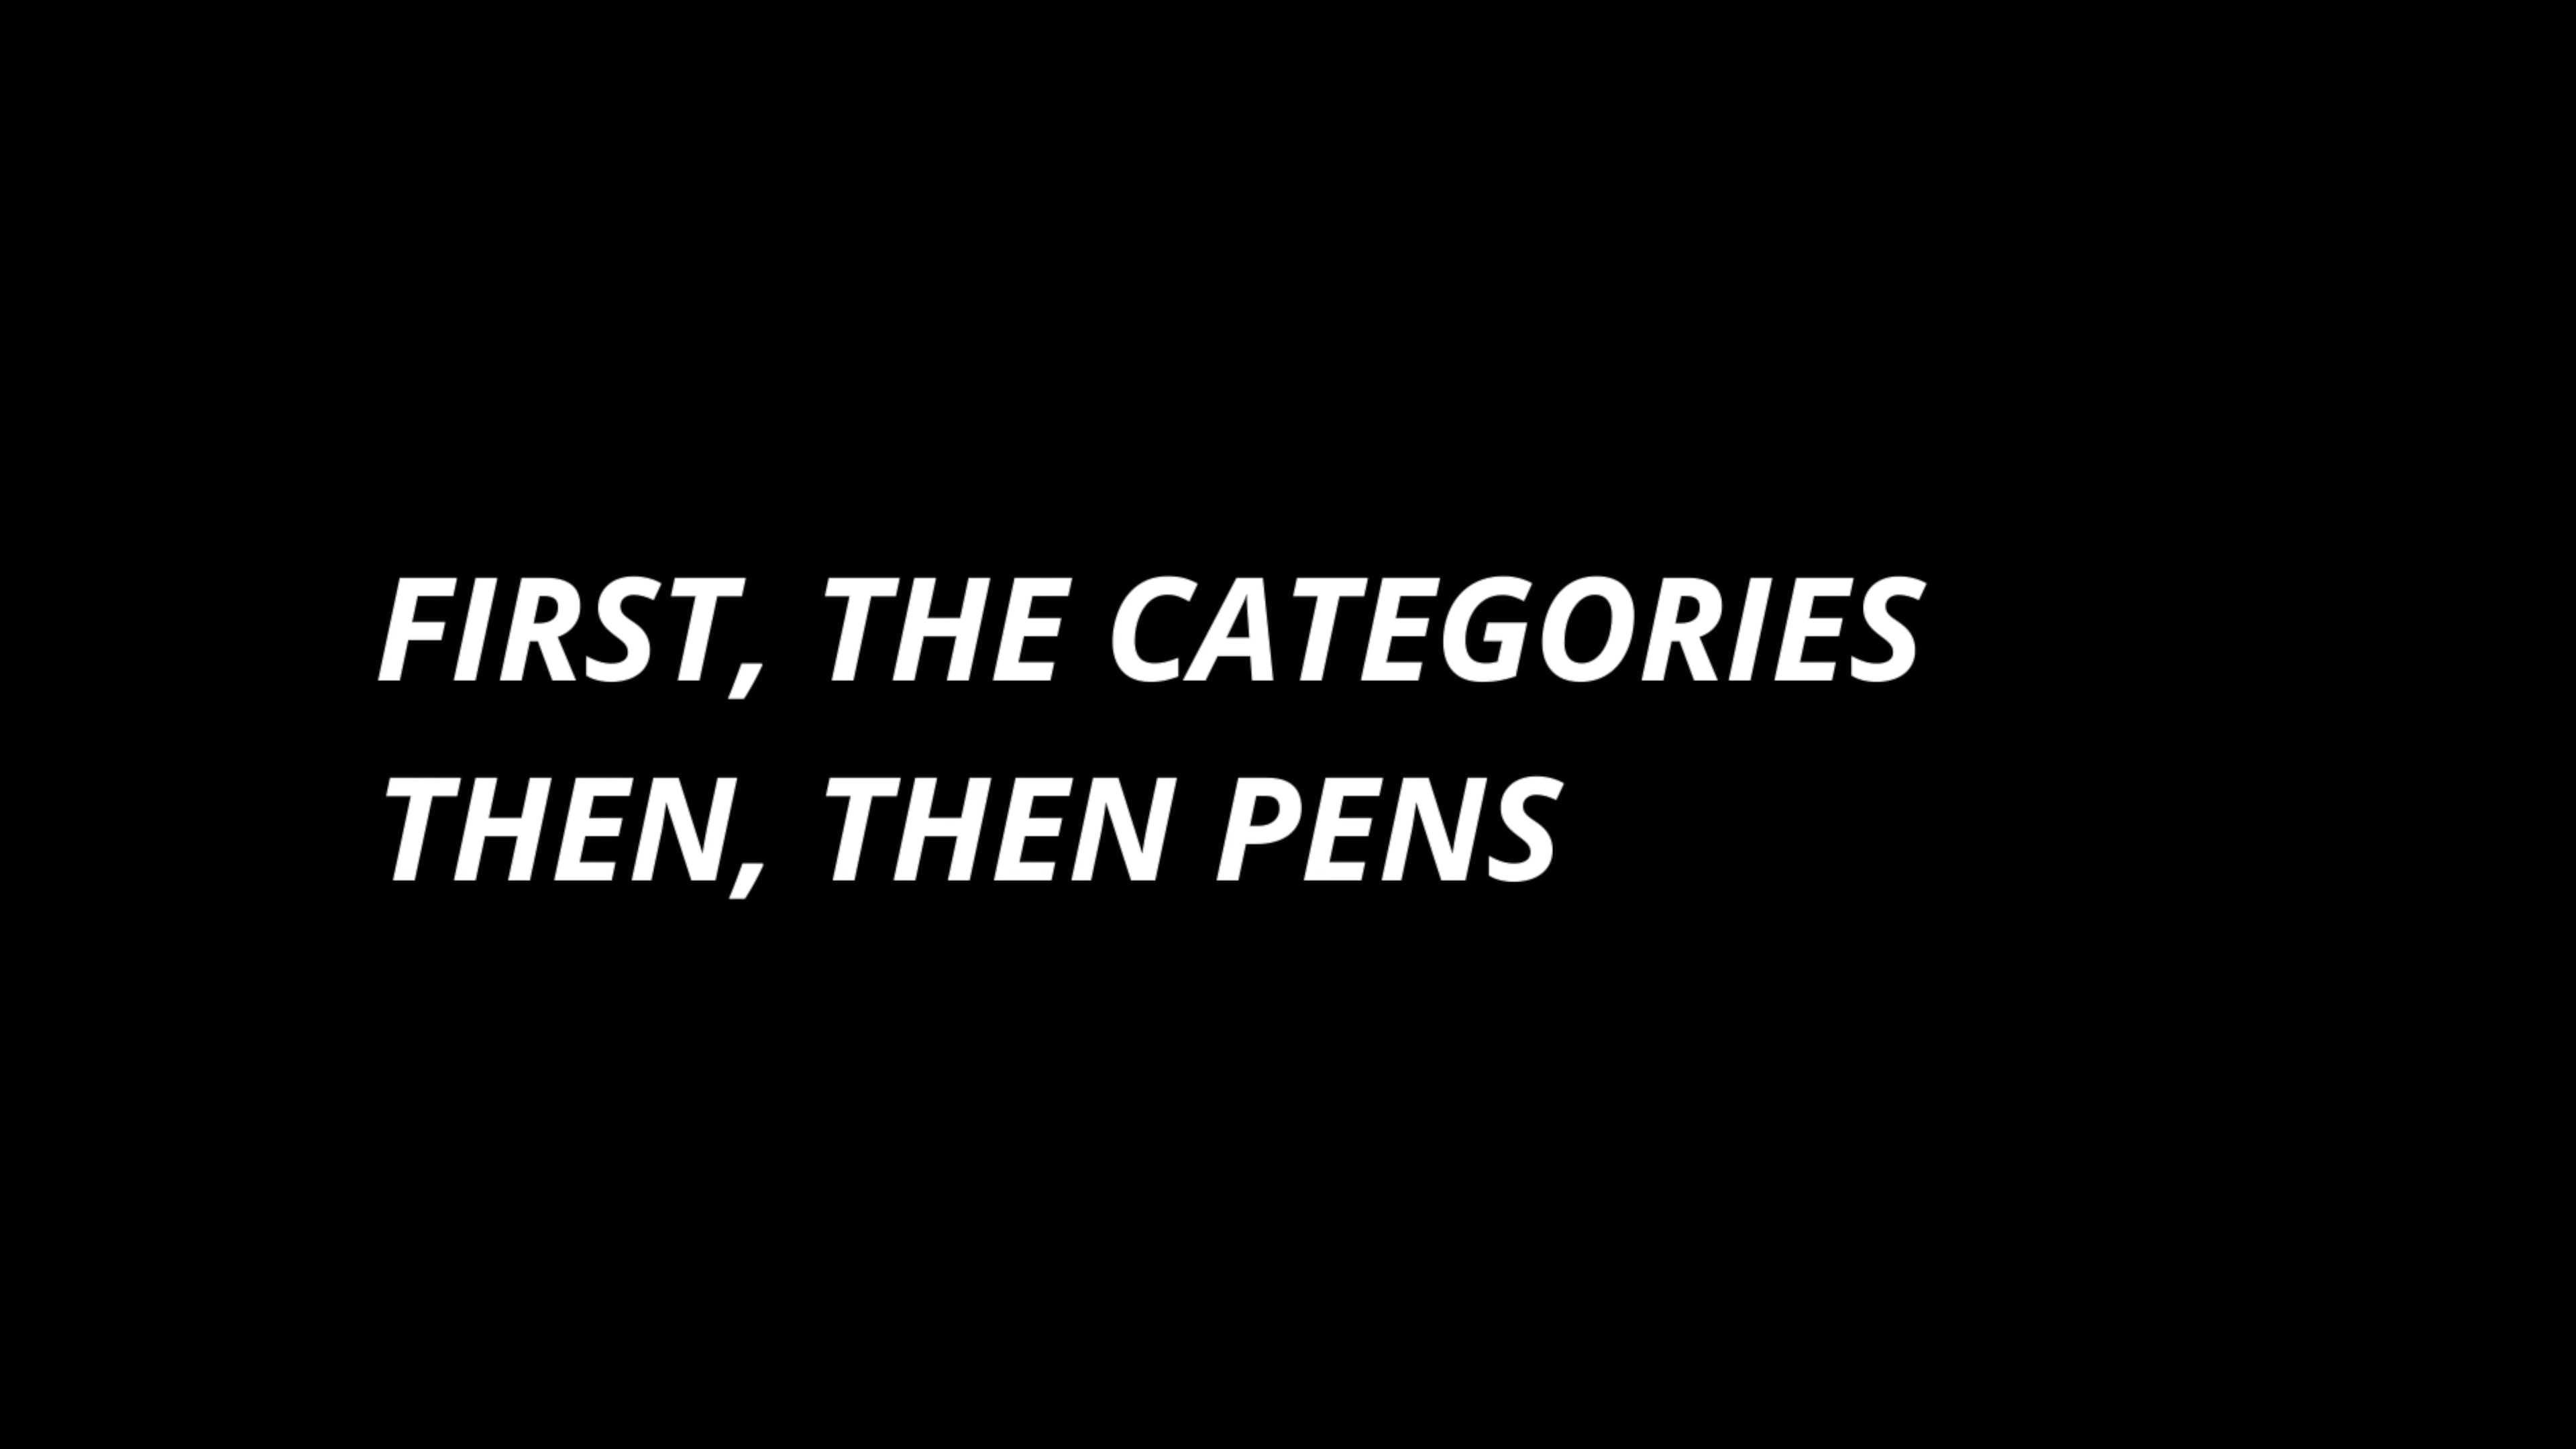 FIRST, THE CATEGORIES
THEN, THEN PENS